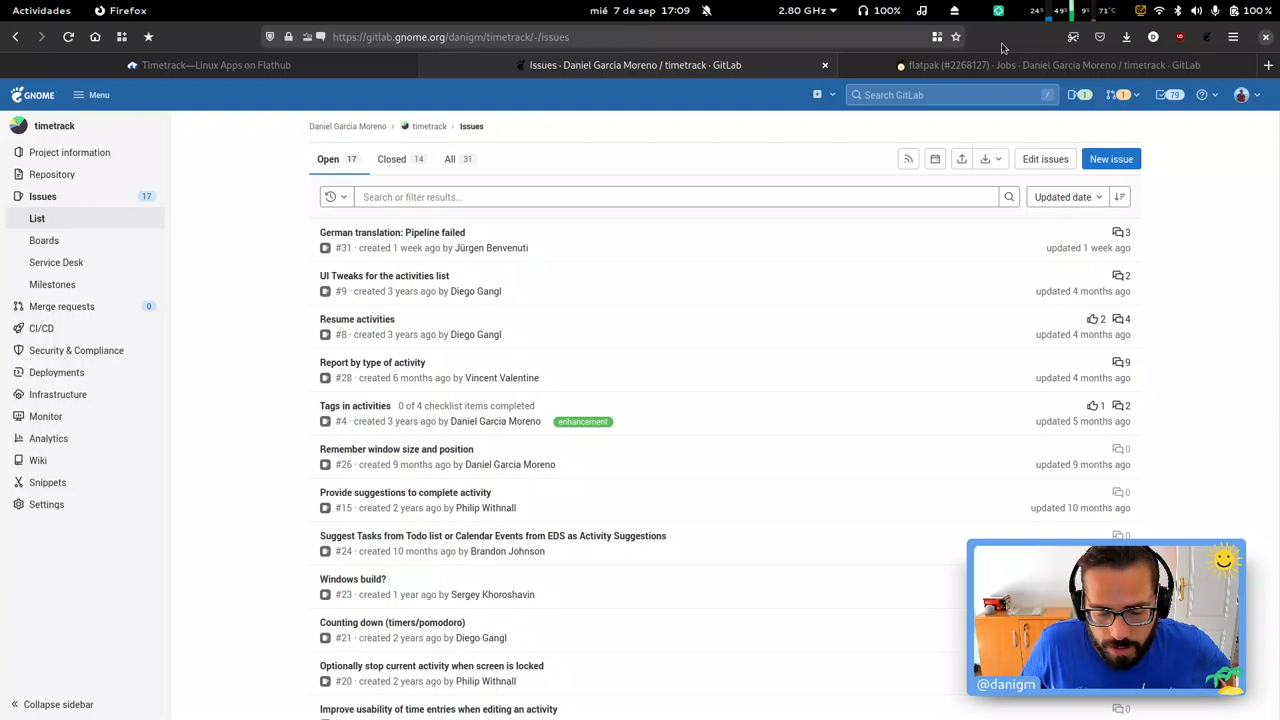 Actividades
Firefox
mié 7 de sep 17:09
2.80 GHz
100%
24%
49%
9%
71°C
100 %
https://gitlab.gnome.org/danigm/timetrack/-/issues
Timetrack—Linux Apps on Flathub
Issues · Daniel Garcia Moreno / timetrack · GitLab
flatpak (#2268127) · Jobs · Daniel Garcia Moreno / timetrack · GitLab
GNOME
Menu
Search GitLab
/
1
1
79
timetrack
Project information
Repository
Issues 17
List
Boards
Service Desk
Milestones
Merge requests 0
CI/CD
Security & Compliance
Deployments
Infrastructure
Monitor
Analytics
Wiki
Snippets
Settings
Collapse sidebar
Daniel Garcia Moreno › timetrack › Issues
Open 17 Closed 14 All 31
Edit issues
New issue
Search or filter results...
Updated date
German translation: Pipeline failed 3
#31 · created 1 week ago by Jürgen Benvenuti updated 1 week ago
UI Tweaks for the activities list 2
#9 · created 3 years ago by Diego Gangl updated 4 months ago
Resume activities 2 4
#8 · created 3 years ago by Diego Gangl updated 4 months ago
Report by type of activity 9
#28 · created 6 months ago by Vincent Valentine updated 4 months ago
Tags in activities 0 of 4 checklist items completed 1 2
#4 · created 3 years ago by Daniel Garcia Moreno enhancement updated 5 months ago
Remember window size and position 0
#26 · created 9 months ago by Daniel Garcia Moreno updated 9 months ago
Provide suggestions to complete activity 0
#15 · created 2 years ago by Philip Withnall updated 10 months ago
Suggest Tasks from Todo list or Calendar Events from EDS as Activity Suggestions 0
#24 · created 10 months ago by Brandon Johnson
Windows build?
#23 · created 1 year ago by Sergey Khoroshavin
Counting down (timers/pomodoro)
#21 · created 2 years ago by Diego Gangl
Optionally stop current activity when screen is locked
#20 · created 2 years ago by Philip Withnall
Improve usability of time entries when editing an activity 0
@danigm